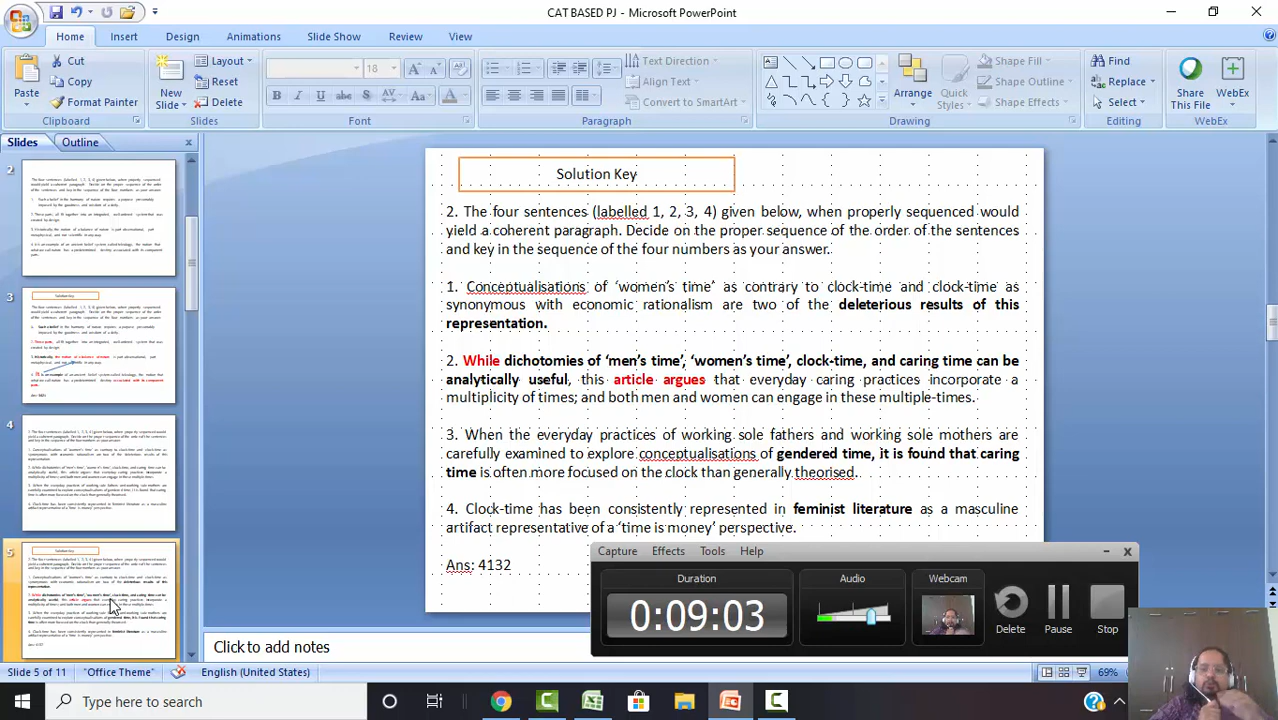 CAT BASED PJ - Microsoft PowerPoint
Home Insert Design Animations Slide Show Review View
Paste
Cut
Copy
Format Painter
Clipboard
New Slide
Layout
Reset
Delete
Slides
18
B I U abc S AV Aa A
Font
Text Direction
Align Text
Convert to SmartArt
Paragraph
Arrange
Quick Styles
Shape Fill
Shape Outline
Shape Effects
Drawing
Find
Replace
Select
Editing
Share This File
WebEx
WebEx
Slides Outline
2
3
4
5
Solution Key
2. The four sentences (labelled 1, 2, 3, 4) given below, when properly sequenced would
yield a coherent paragraph. Decide on the proper sequence of the order of the sentences
and key in the sequence of the four numbers as your answer:
1. Conceptualisations of ‘women’s time’ as contrary to clock-time and clock-time as
synonymous with economic rationalism are two of the deleterious results of this
representation.
2. While dichotomies of ‘men’s time’, ‘women’s time’, clock-time, and caring time can be
analytically useful, this article argues that everyday caring practices incorporate a
multiplicity of times; and both men and women can engage in these multiple-times.
3. When the everyday practices of working sole fathers and working sole mothers are
carefully examined to explore conceptualisations of gendered time, it is found that caring
time is often more focused on the clock than generally theorised.
4. Clock-time has been consistently represented in feminist literature as a masculine
artifact representative of a ‘time is money’ perspective.
Ans. 4132
Capture Effects Tools Help
Duration
0:09:03
Audio
Webcam
Delete
Pause
Stop
Click to add notes
Slide 5 of 11 "Office Theme" English (United States) 69%
Type here to search